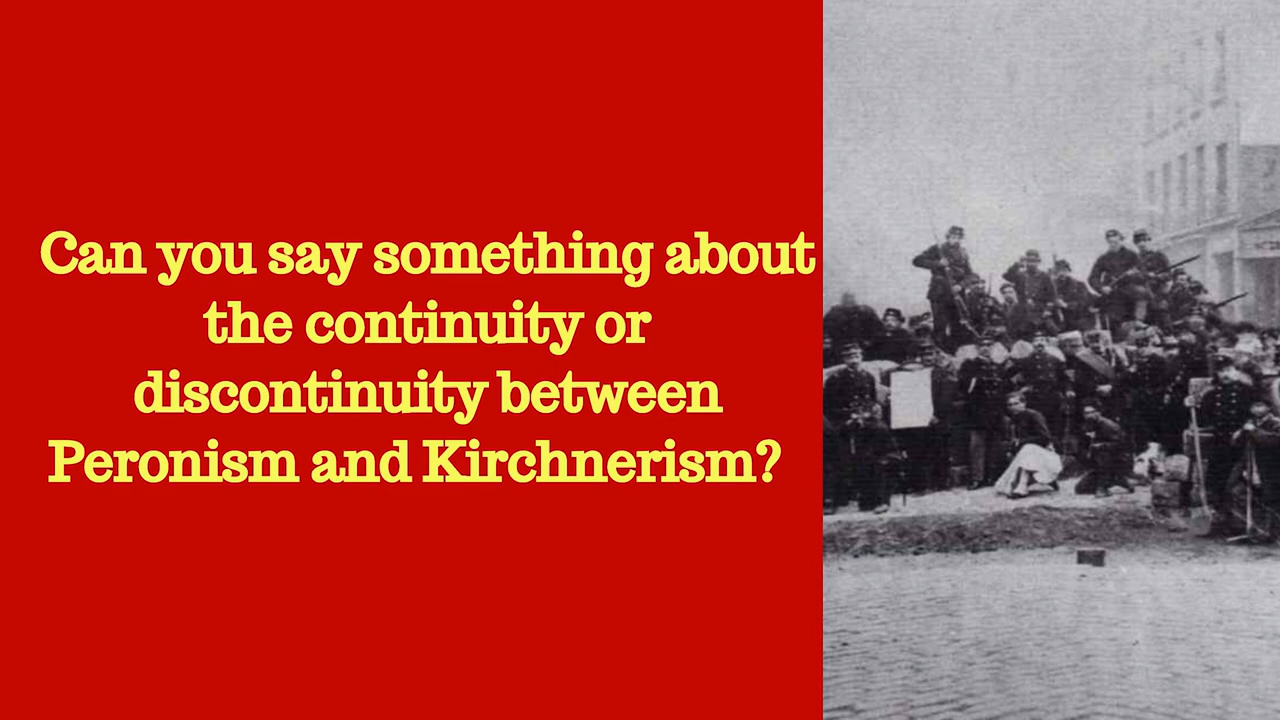 Can you say something about
the continuity or
discontinuity between
Peronism and Kirchnerism?